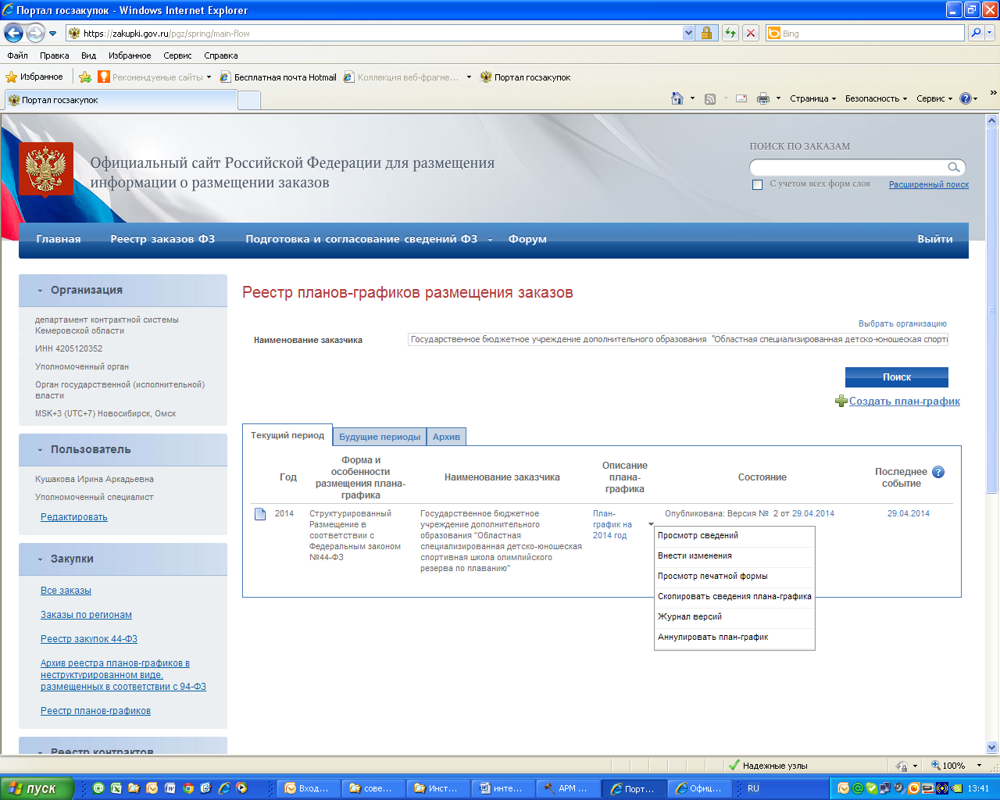 Портал госзакупок - Windows Internet Explorer
https://zakupki.gov.ru/pgz/spring/main-flow
Bing
Файл Правка Вид Избранное Сервис Справка
Избранное Рекомендуемые сайты Бесплатная почта Hotmail Коллекция веб-фрагме... Портал госзакупок
Портал госзакупок
Страница Безопасность Сервис
Официальный сайт Российской Федерации для размещения
информации о размещении заказов
ПОИСК ПО ЗАКАЗАМ
С учетом всех форм слов Расширенный поиск
Главная Реестр заказов ФЗ Подготовка и согласование сведений ФЗ Форум Выйти
Организация
департамент контрактной системы
Кемеровской области
ИНН 4205120352
Уполномоченный орган
Орган государственной (исполнительной)
власти
MSK+3 (UTC+7) Новосибирск, Омск
Пользователь
Кушакова Ирина Аркадьевна
Уполномоченный специалист
Редактировать
Закупки
Все заказы
Заказы по регионам
Реестр закупок 44-ФЗ
Архив реестра планов-графиков в
неструктурированном виде,
размещенных в соответствии с 94-ФЗ
Реестр планов-графиков
Реестр контрактов
Реестр планов-графиков размещения заказов
Выбрать организацию
Наименование заказчика Государственное бюджетное учреждение дополнительного образования "Областная специализированная детско-юношеская спорти
Поиск
Создать план-график
Текущий период Будущие периоды Архив
Год
Форма и
особенности
размещения плана-
графика
Наименование заказчика
Описание
плана-
графика
Состояние
Последнее
событие
2014
Структурированный
Размещение в
соответствии с
Федеральным законом
№44-ФЗ
Государственное бюджетное
учреждение дополнительного
образования "Областная
специализированная детско-юношеская
спортивная школа олимпийского
резерва по плаванию"
План-
график на
2014 год
Опубликована: Версия № 2 от 29.04.2014
29.04.2014
Просмотр сведений
Внести изменения
Просмотр печатной формы
Скопировать сведения плана-графика
Журнал версий
Аннулировать план-график
Надежные узлы 100%
пуск Вход... сове... Инст... инте... АРМ ... Порт... Офиц... RU 13:41